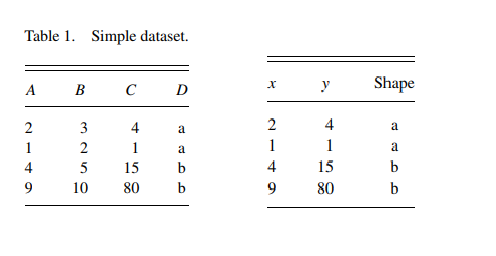 Table 1. Simple dataset.
A B C D
2 3 4 a
1 2 1 a
4 5 15 b
9 10 80 b
x y Shape
2 4 a
1 1 a
4 15 b
9 80 b